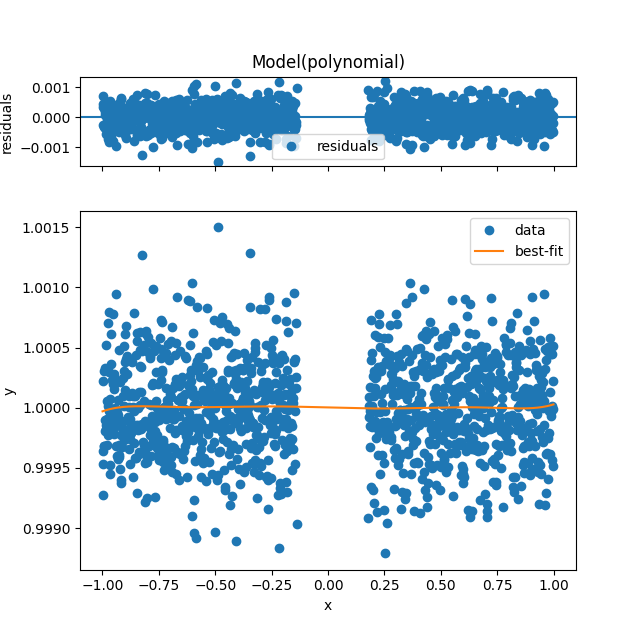 Model(polynomial)
residuals
0.001
0.000
−0.001
residuals
y
1.0015
1.0010
1.0005
1.0000
0.9995
0.9990
data
best-fit
−1.00 −0.75 −0.50 −0.25 0.00 0.25 0.50 0.75 1.00
x